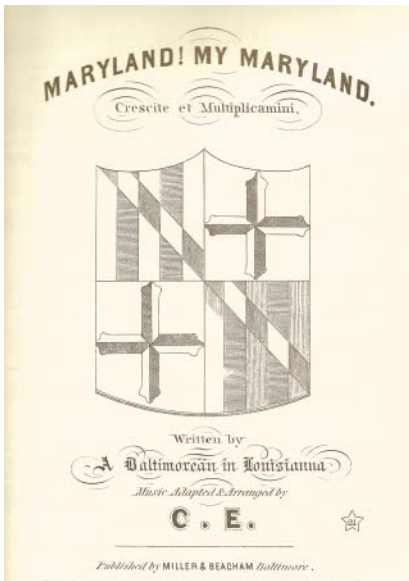 MARYLAND! MY MARYLAND.
Crescite et Multiplicamini,
Written by
A Baltimorean in Louisianna
Music Adapted & Arranged by
C. E.
Published by MILLER & BEACHAM Baltimore.